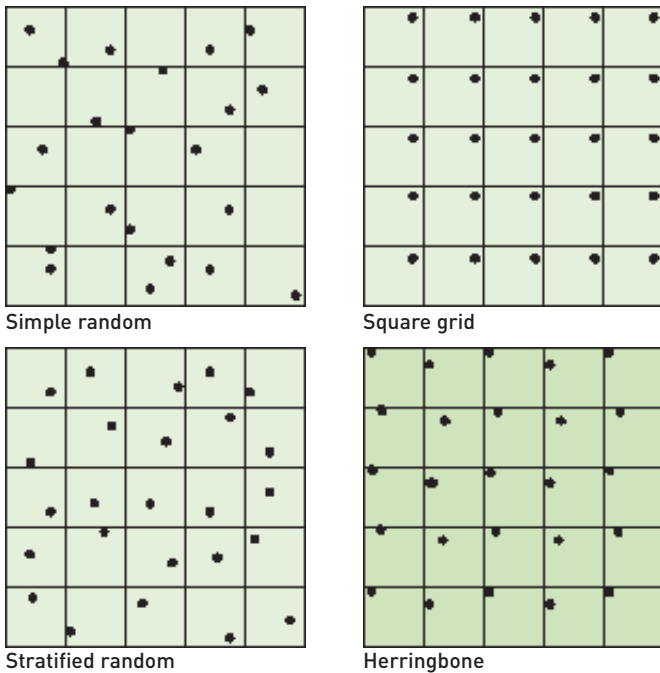 Simple random
Square grid
Stratified random
Herringbone